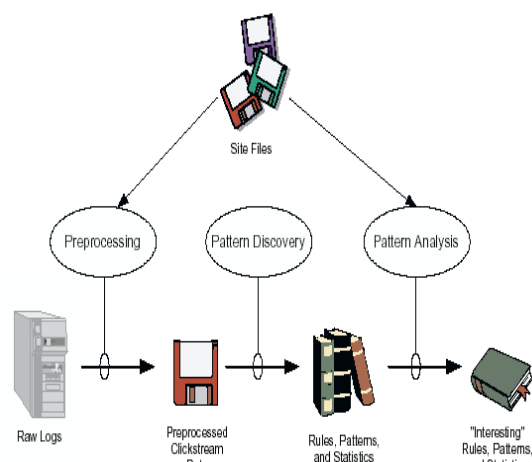 Site Files
Preprocessing
Pattern Discovery
Pattern Analysis
Raw Logs
Preprocessed
Clickstream
Rules, Patterns,
and Statistics
"Interesting"
Rules, Patterns,